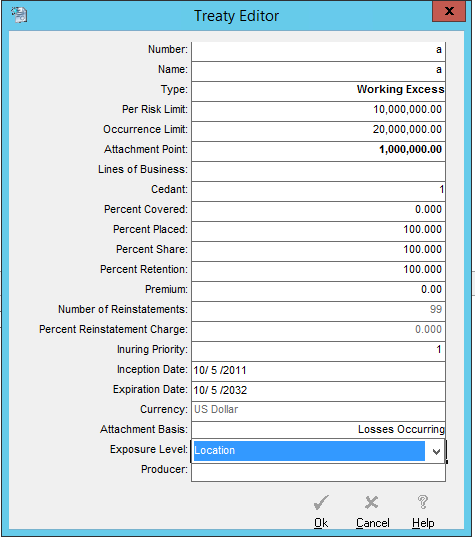 Treaty Editor
x
Number: a
Name: a
Type: Working Excess
Per Risk Limit: 10,000,000.00
Occurrence Limit: 20,000,000.00
Attachment Point: 1,000,000.00
Lines of Business:
Cedant: 1
Percent Covered: 0.000
Percent Placed: 100.000
Percent Share: 100.000
Percent Retention: 100.000
Premium: 0.00
Number of Reinstatements: 99
Percent Reinstatement Charge: 0.000
Inuring Priority: 1
Inception Date: 10/ 5 /2011
Expiration Date: 10/ 5 /2032
Currency: US Dollar
Attachment Basis: Losses Occurring
Exposure Level: Location
Producer:
Ok Cancel Help